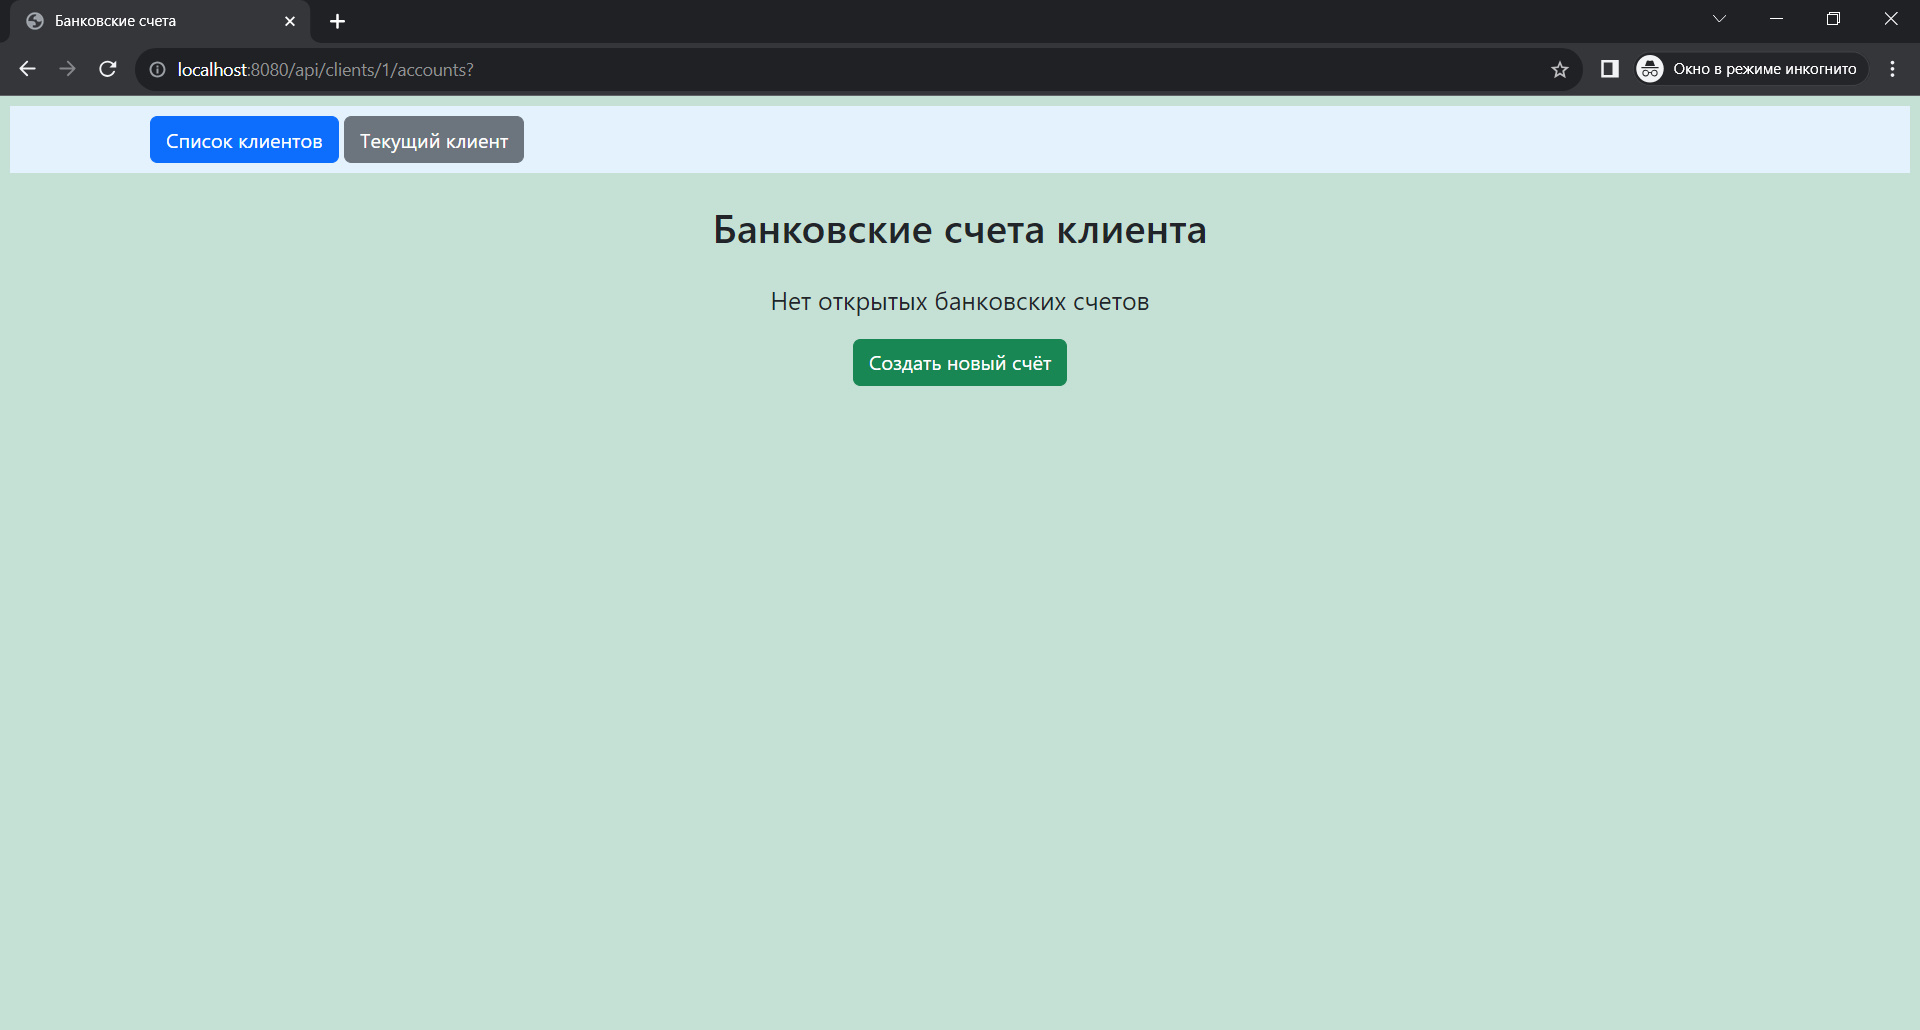 Банковские счета
localhost:8080/api/clients/1/accounts?
Окно в режиме инкогнито
Список клиентов Текущий клиент
Банковские счета клиента
Нет открытых банковских счетов
Создать новый счёт